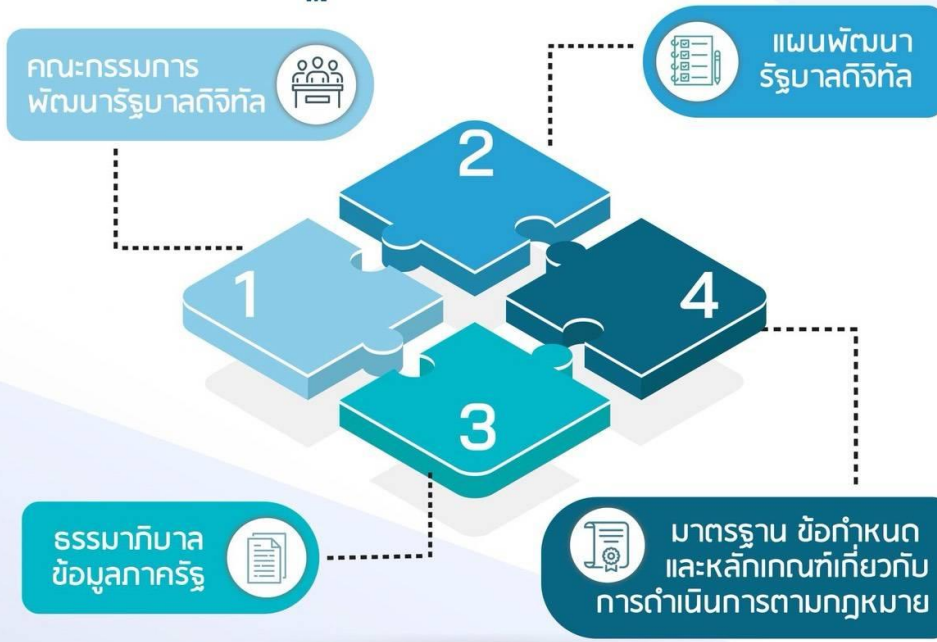 คณะกรรมการ
พัฒนารัฐบาลดิจิทัล
แผนพัฒนา
รัฐบาลดิจิทัล
2
1
4
3
ธรรมาภิบาล
ข้อมูลภาครัฐ
มาตรฐาน ข้อกำหนด
และหลักเกณฑ์เกี่ยวกับ
การดำเนินการตามกฎหมาย